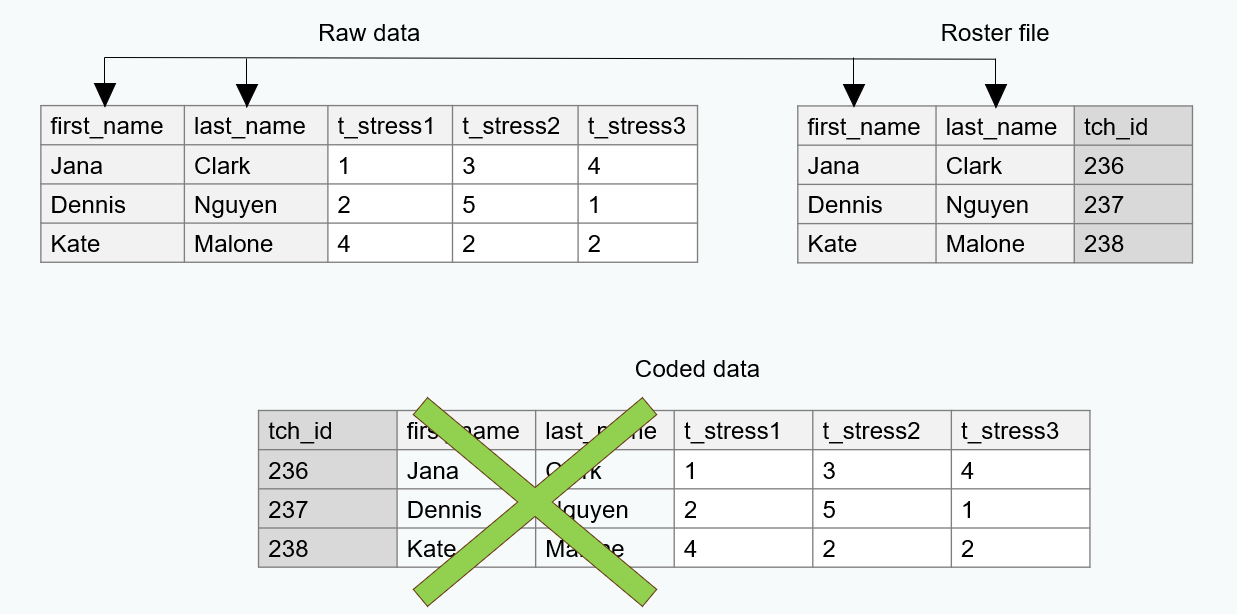 Raw data Roster file
first_name last_name t_stress1 t_stress2 t_stress3 first_name last_name tch_id
Jana Clark 1 3 4 Jana Clark 236
Dennis Nguyen 2 5 1 Dennis Nguyen 237
Kate Malone 4 2 2 Kate Malone 238
Coded data
tch_id first_name last_name t_stress1 t_stress2 t_stress3
236 Jana Clark 1 3 4
237 Dennis Nguyen 2 5 1
238 Kate Malone 4 2 2